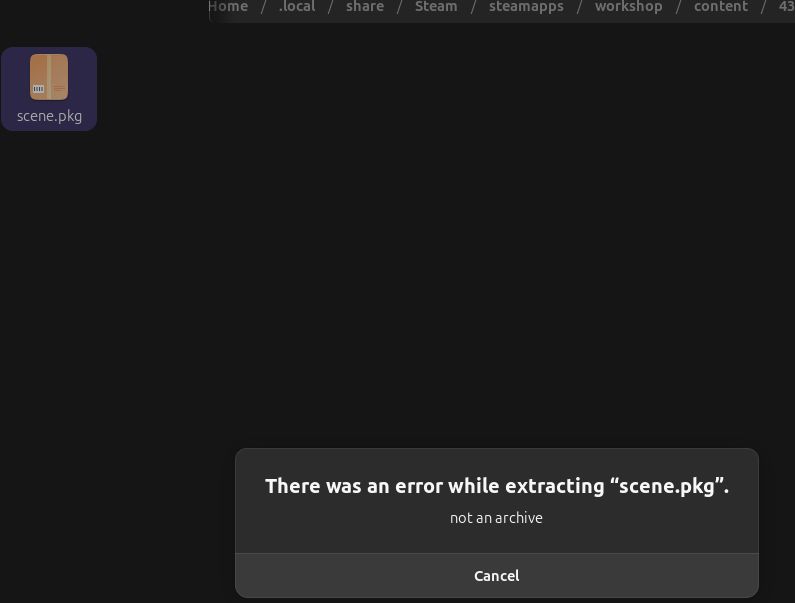 Home / .local / share / Steam / steamapps / workshop / content / 43
scene.pkg
There was an error while extracting “scene.pkg”.
not an archive
Cancel